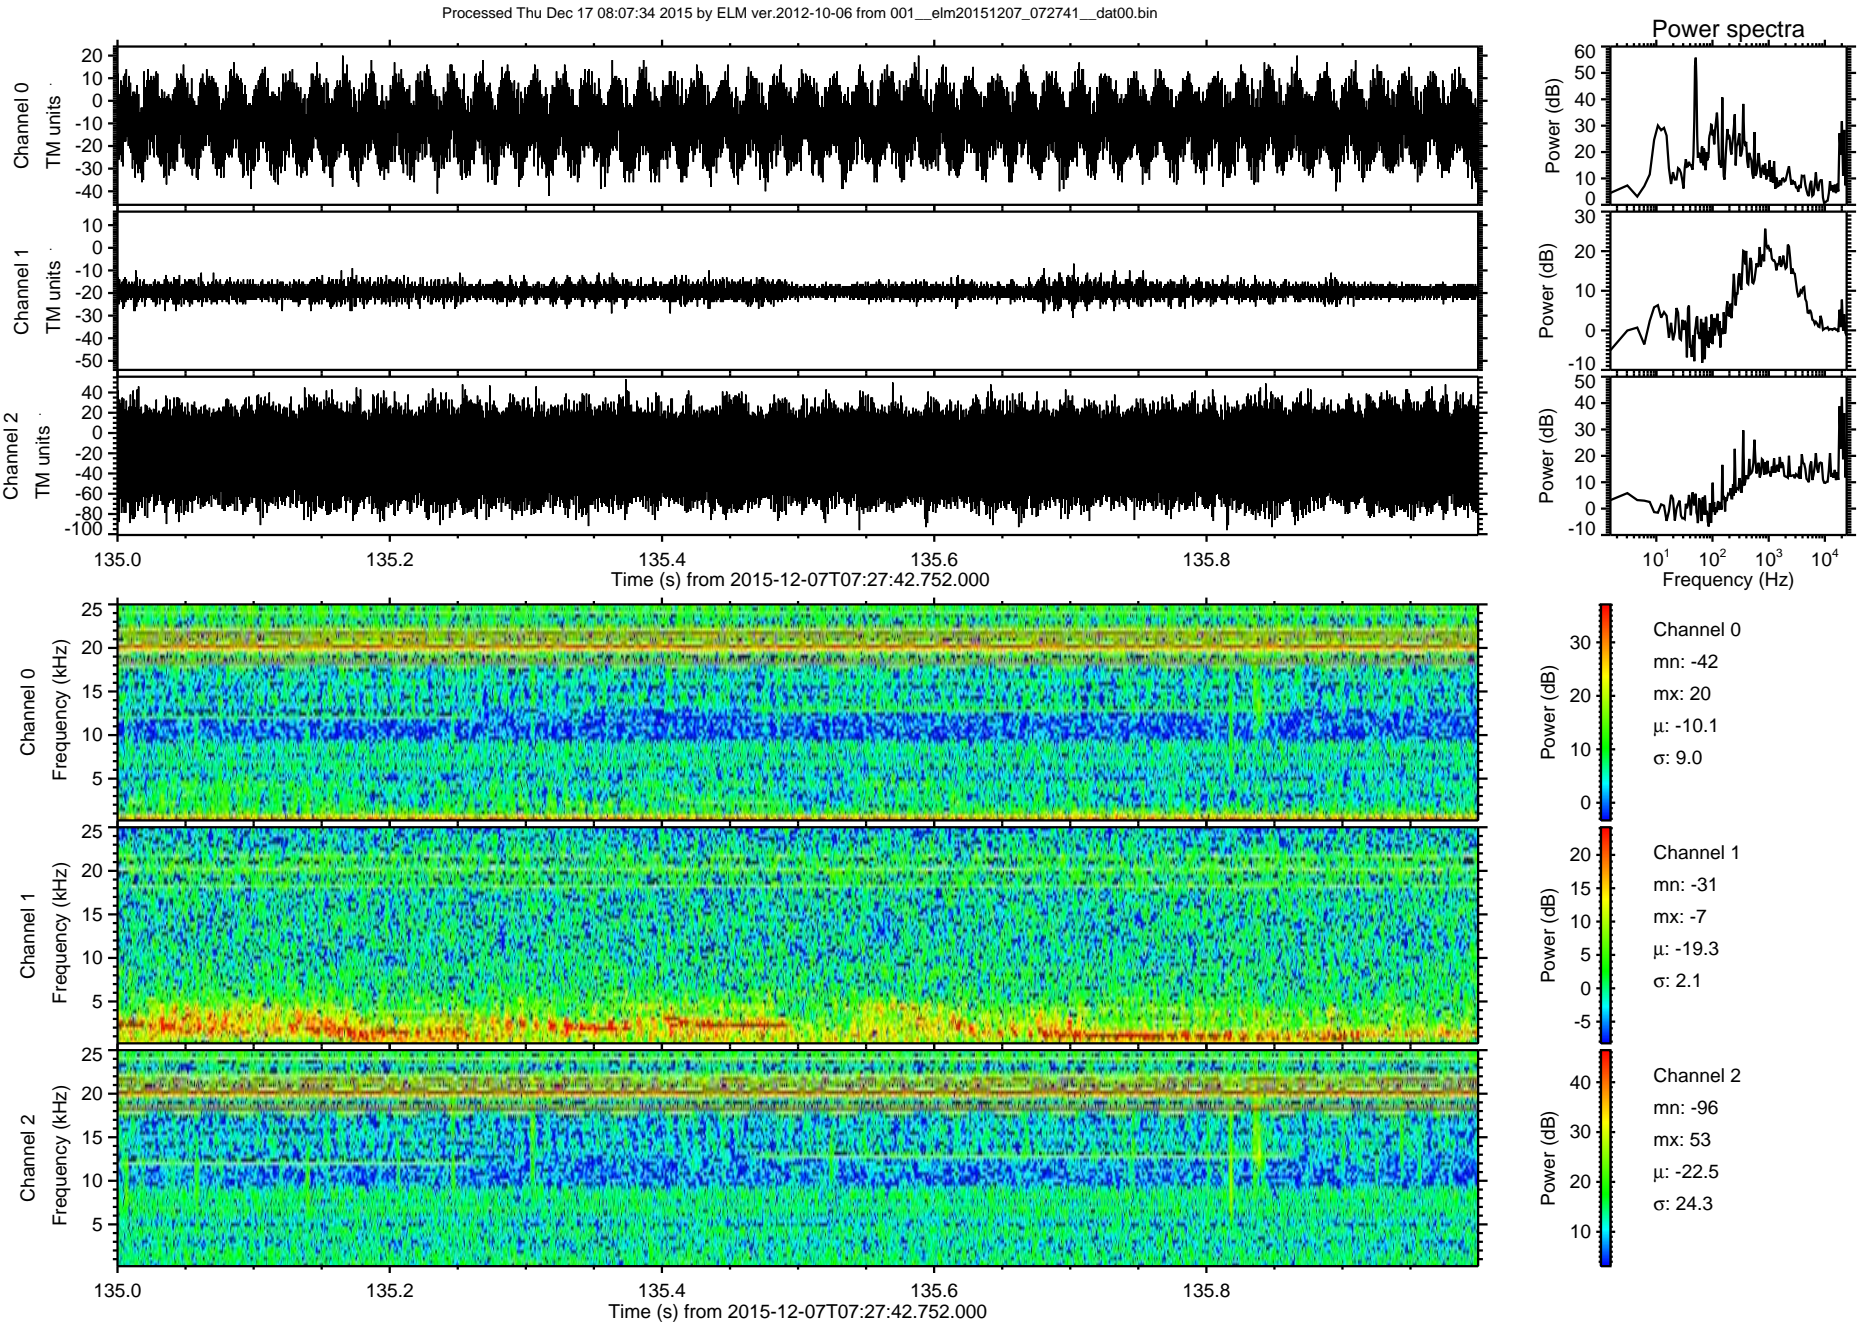 Processed Thu Dec 17 08:07:34 2015 by ELM ver.2012-10-06 from 001__elm20151207_072741__dat00.bin
Power spectra
Channel 0
TM units
20
10
0
-10
-20
-30
-40
Power (dB)
60
50
40
30
20
10
0
Channel 1
TM units
10
0
-10
-20
-30
-40
-50
Power (dB)
30
20
10
0
-10
Channel 2
TM units
40
20
0
-20
-40
-60
-80
-100
Power (dB)
50
40
30
20
10
0
-10
135.0 135.2 135.4 135.6 135.8
Time (s) from 2015-12-07T07:27:42.752.000
10^1 10^2 10^3 10^4
Frequency (Hz)
Channel 0
Frequency (kHz)
25
20
15
10
5
Power (dB)
30
20
10
0
Channel 0
mn: -42
mx: 20
μ: -10.1
σ: 9.0
Channel 1
Frequency (kHz)
25
20
15
10
5
Power (dB)
20
15
10
5
0
-5
Channel 1
mn: -31
mx: -7
μ: -19.3
σ: 2.1
Channel 2
Frequency (kHz)
25
20
15
10
5
Power (dB)
40
30
20
10
Channel 2
mn: -96
mx: 53
μ: -22.5
σ: 24.3
135.0 135.2 135.4 135.6 135.8
Time (s) from 2015-12-07T07:27:42.752.000